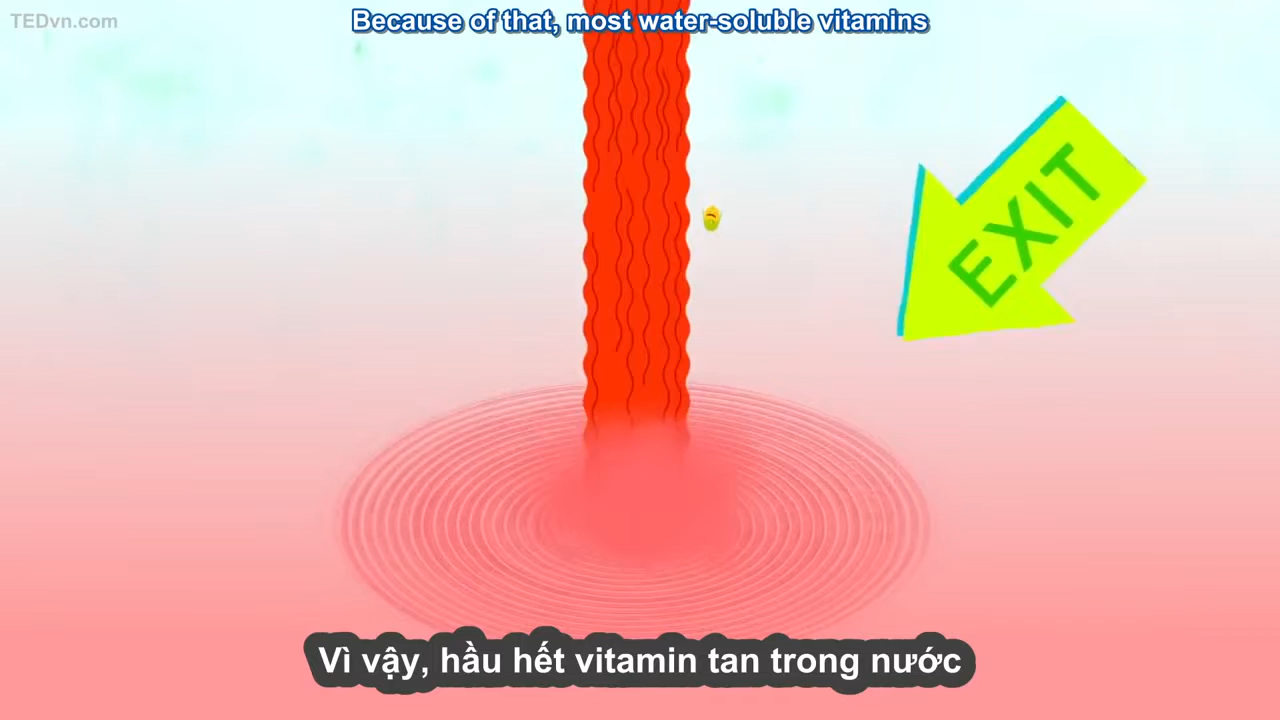 TEDvn.com
Because of that, most water-soluble vitamins
EXIT
Vì vậy, hầu hết vitamin tan trong nước